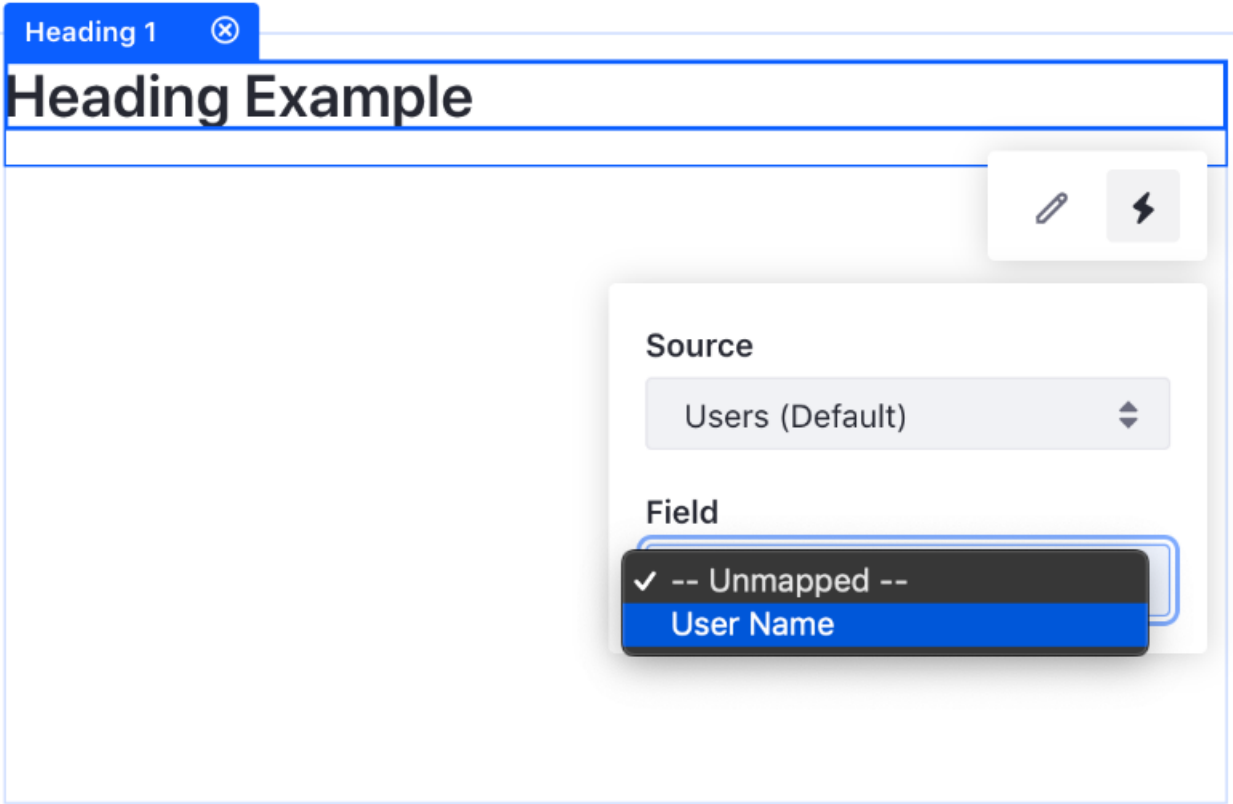 Heading 1
Heading Example
Source
Users (Default)
Field
-- Unmapped --
User Name